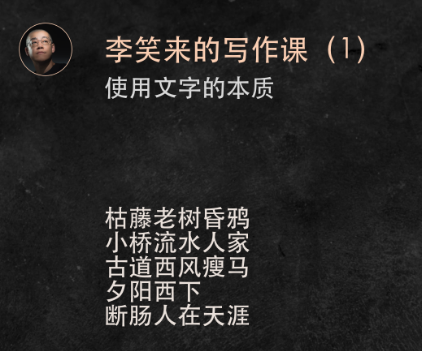 李笑来的写作课（1）
使用文字的本质
枯藤老树昏鸦
小桥流水人家
古道西风瘦马
夕阳西下
断肠人在天涯